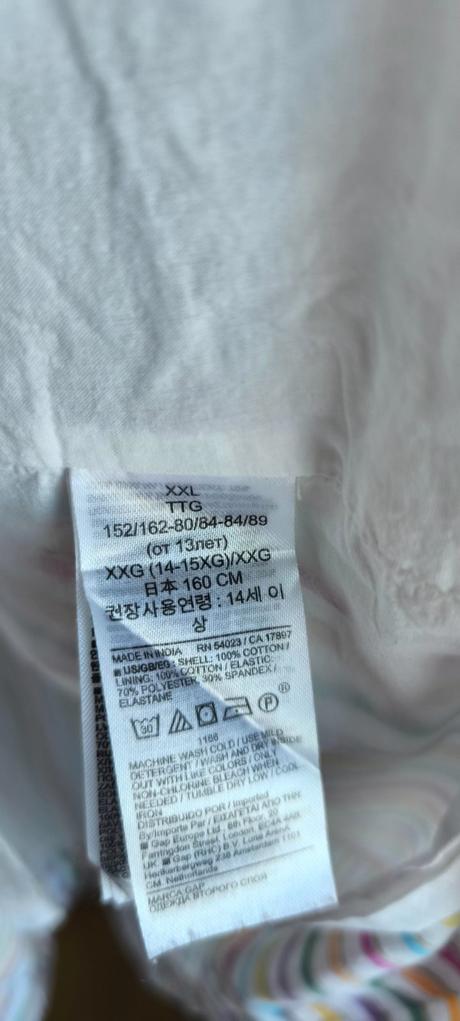 XXL
TTG
152/162-80/84-84/89
(от 13лет)
XXG (14-15XG)/XXG
日本 160 CM
권장사용연령 : 14세 이
상
MADE IN INDIA RN 54023 / CA 17897
US/GB/EG : SHELL: 100% COTTON /
LINING: 100% COTTON / ELASTIC:
70% POLYESTER 30% SPANDEX /
ELASTANE
30 P ®
1166
MACHINE WASH COLD / USE MILD
DETERGENT / WASH AND DRY INSIDE
OUT WITH LIKE COLORS / ONLY
NON-CHLORINE BLEACH WHEN
NEEDED / TUMBLE DRY LOW / COOL
IRON
DISTRIBUIDO POR / Imported
By/Importe Par / ΕΙΣΑΓΕΤΑΙ ΑΠΟ ΤΗΝ
Gap Europe Ltd., 6th Floor, 20
Farringdon Street, London, EC4A 4AB
Gap (RHC) B.V. Luna Arena,
Herikerbergweg 238 Amsterdam 1101
CM, Netherlands
МАРКА GAP
ОДЕЖДА ВТОРОГО СЛОЯ